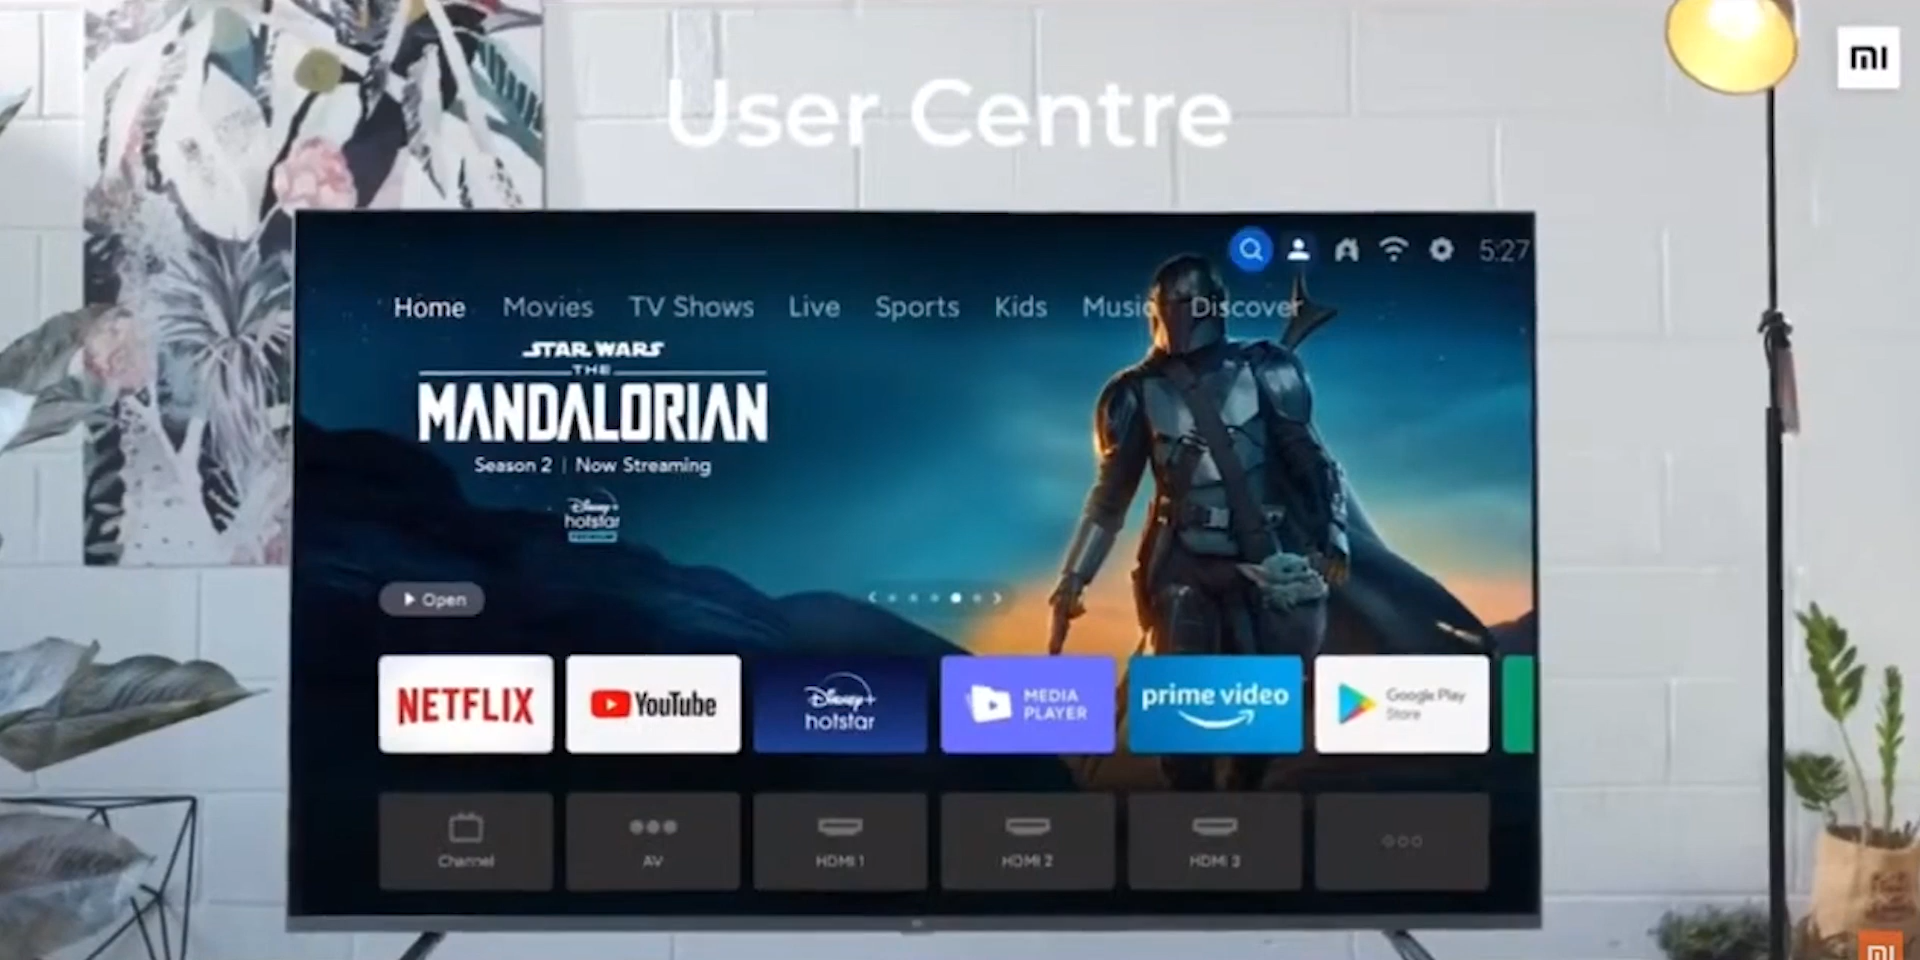 User Centre
mi
5:27
Home Movies TV Shows Live Sports Kids Music Discover
STAR WARS
THE
MANDALORIAN
Season 2 | Now Streaming
Disney+
hotstar
Open
NETFLIX
YouTube
Disney+
hotstar
MEDIA
PLAYER
prime video
Google Play
Store
Channel
AV
HDMI 1
HDMI 2
HDMI 3
mi